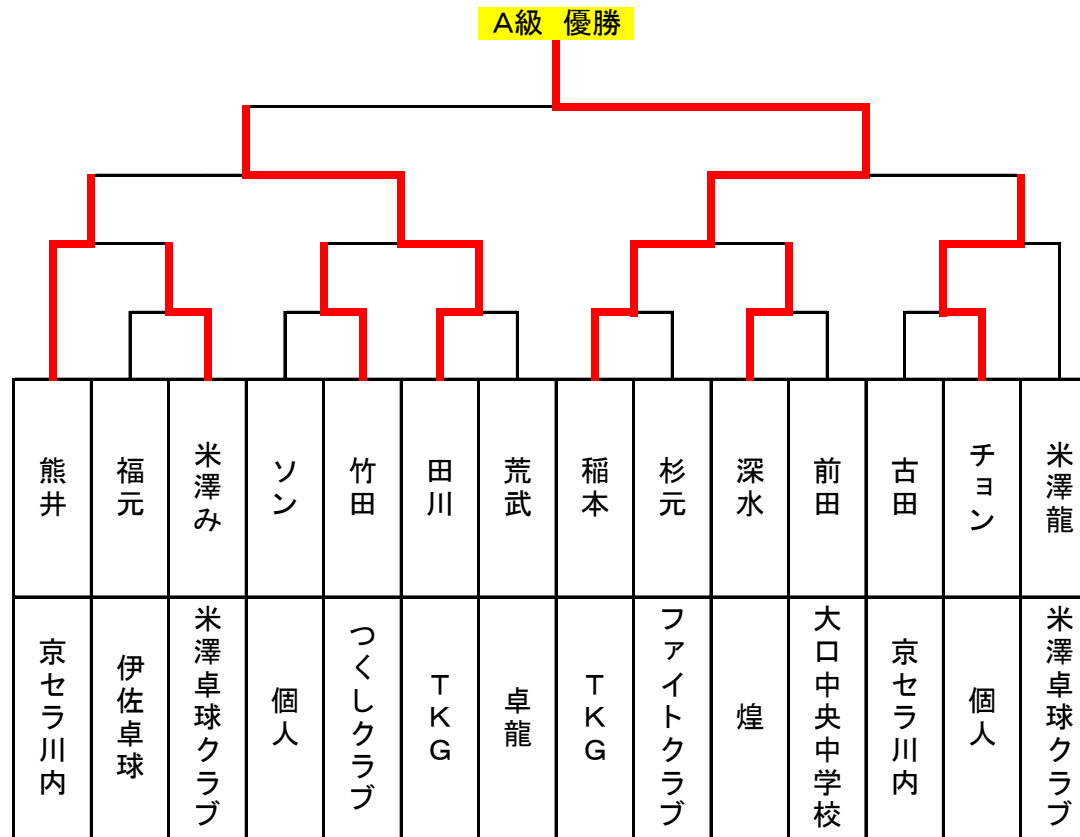 A級 優勝
熊井
福元
米澤み
ソン
竹田
田川
荒武
稲本
杉元
深水
前田
古田
チョン
米澤龍
京セラ川内
伊佐卓球
米澤卓球クラブ
個人
つくしクラブ
TKG
卓龍
TKG
ファイトクラブ
煌
大口中央中学校
京セラ川内
個人
米澤卓球クラブ